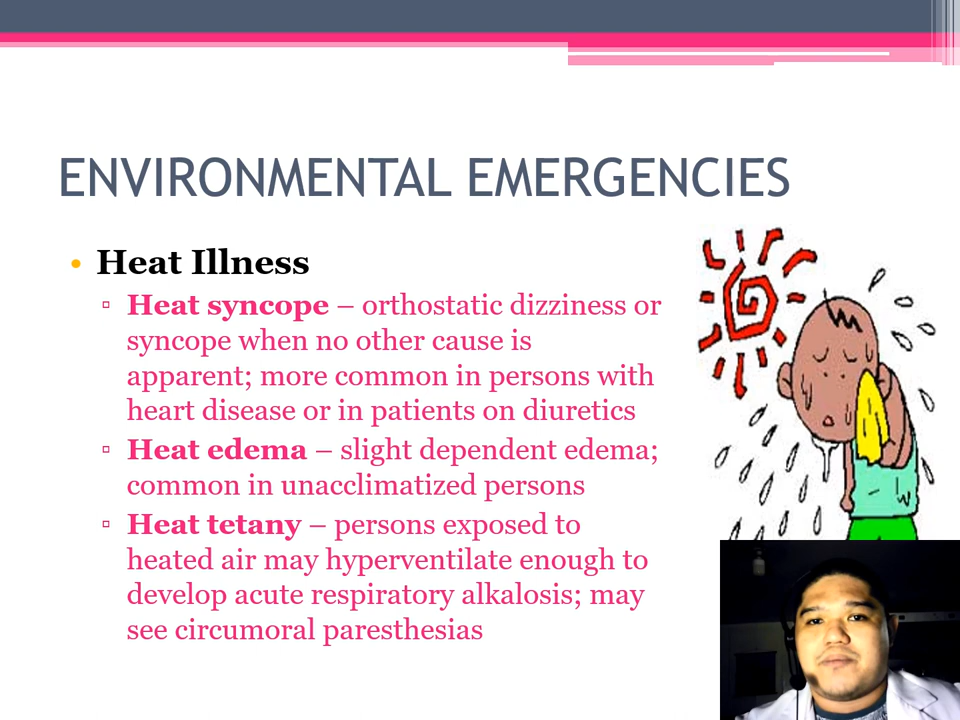 ENVIRONMENTAL EMERGENCIES
• Heat Illness
▫ Heat syncope – orthostatic dizziness or
syncope when no other cause is
apparent; more common in persons with
heart disease or in patients on diuretics
▫ Heat edema – slight dependent edema;
common in unacclimatized persons
▫ Heat tetany – persons exposed to
heated air may hyperventilate enough to
develop acute respiratory alkalosis; may
see circumoral paresthesias